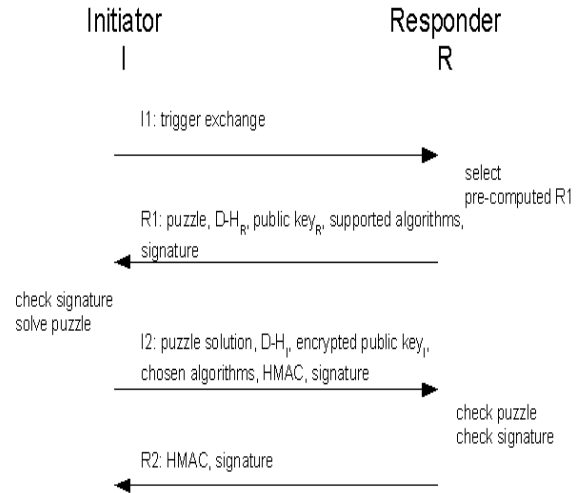 Initiator
I
Responder
R
I1: trigger exchange
select
pre-computed R1
R1: puzzle, D-H_R, public key_R, supported algorithms,
signature
check signature
solve puzzle
I2: puzzle solution, D-H_I, encrypted public key_I,
chosen algorithms, HMAC, signature
check puzzle
check signature
R2: HMAC, signature